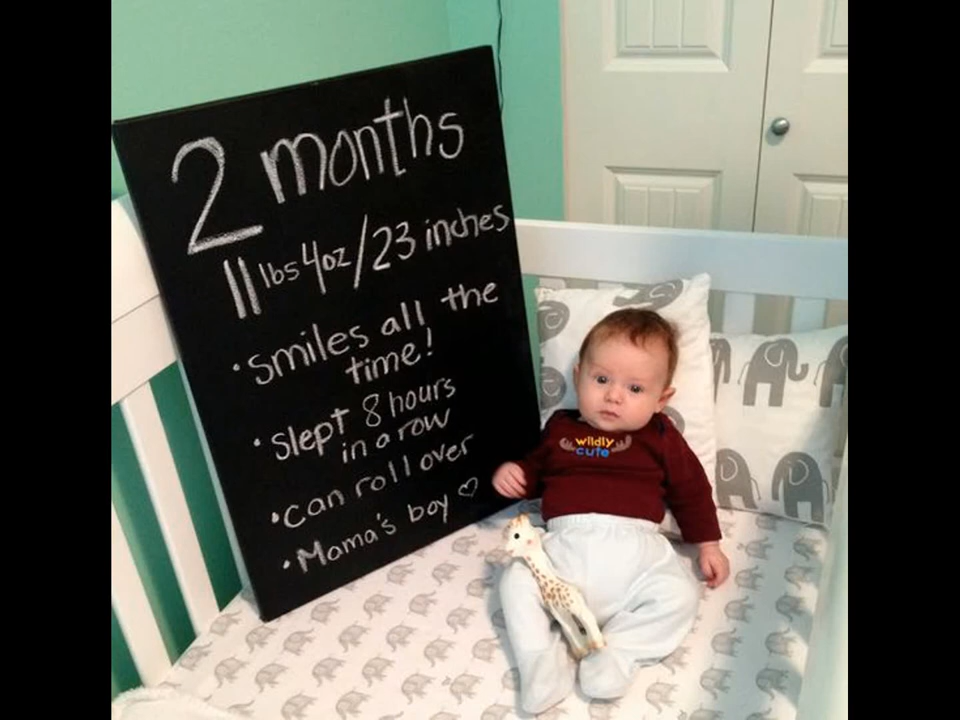 2 months
11 lbs 4oz/23 inches
•smiles all the
time!
•slept 8 hours
in a row
•can roll over
•Mama's boy ♡
wildly
cute